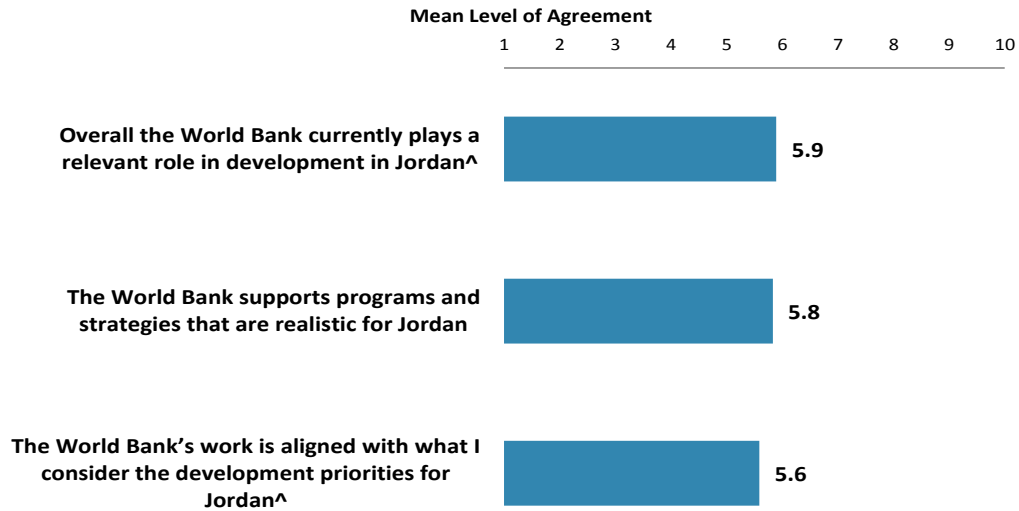 Mean Level of Agreement
1 2 3 4 5 6 7 8 9 10
Overall the World Bank currently plays a
relevant role in development in Jordan^
5.9
The World Bank supports programs and
strategies that are realistic for Jordan
5.8
The World Bank’s work is aligned with what I
consider the development priorities for
Jordan^
5.6